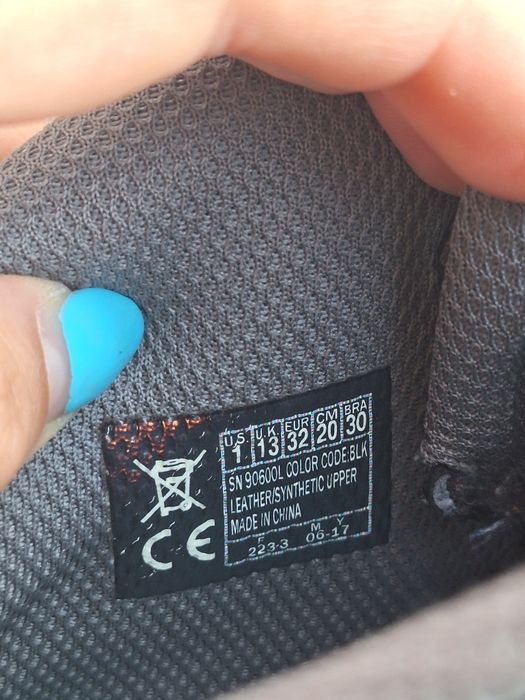 U.S. U.K. EUR CM BRA
1 13 32 20 30
SN 90600L COLOR CODE:BLK
LEATHER/SYNTHETIC UPPER
MADE IN CHINA
F M Y
223-3 06-17
CE